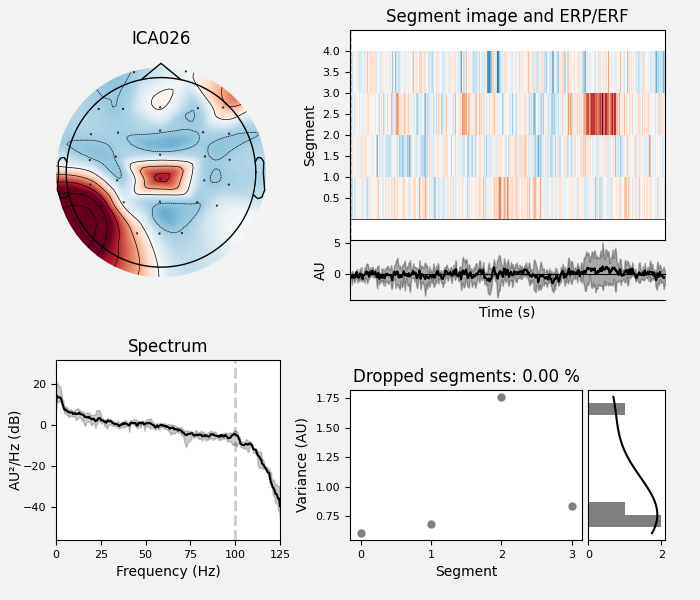 ICA026
Segment image and ERP/ERF
Segment
4.0
3.5
3.0
2.5
2.0
1.5
1.0
0.5
AU
5
0
Time (s)
Spectrum
AU²/Hz (dB)
20
0
−20
−40
0 25 50 75 100 125
Frequency (Hz)
Dropped segments: 0.00 %
Variance (AU)
1.75
1.50
1.25
1.00
0.75
0 1 2 3
Segment
0 2